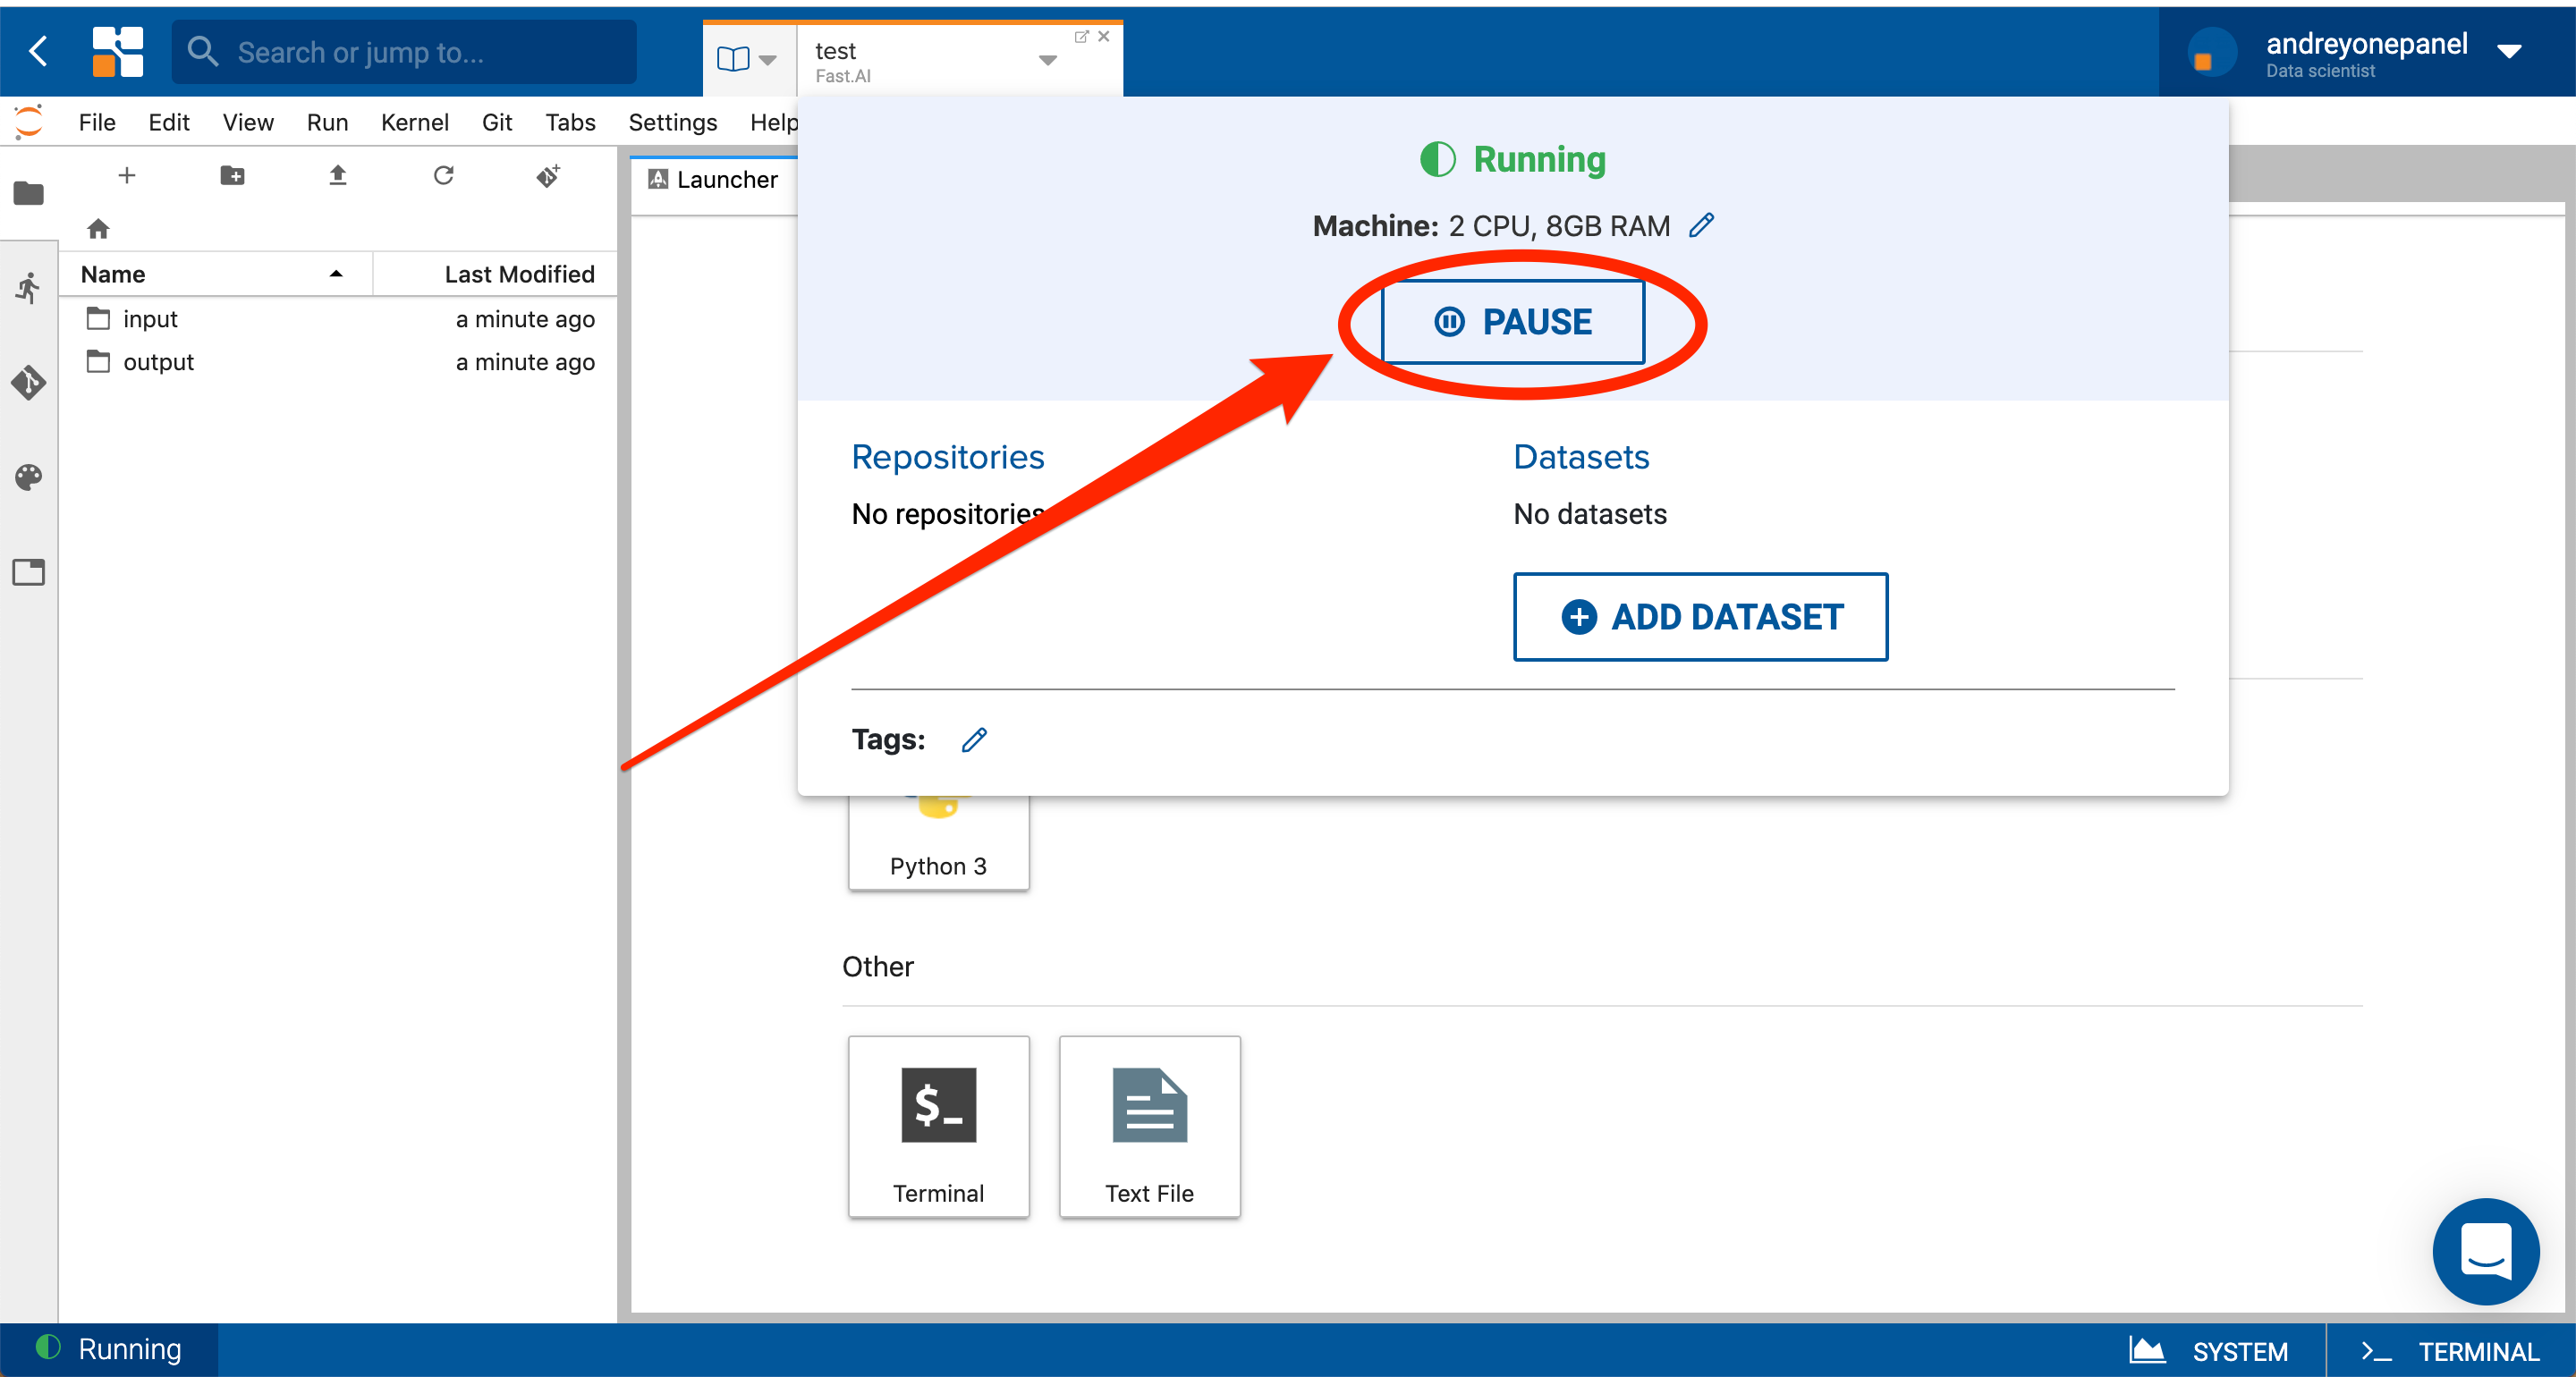 Search or jump to...
test
Fast.AI
andreyonepanel
Data scientist
File Edit View Run Kernel Git Tabs Settings Help
Launcher
Name Last Modified
input a minute ago
output a minute ago
Running
Machine: 2 CPU, 8GB RAM
PAUSE
Repositories
No repositories
Datasets
No datasets
ADD DATASET
Tags:
Python 3
Other
$_
Terminal
Text File
Running
SYSTEM
>_ TERMINAL